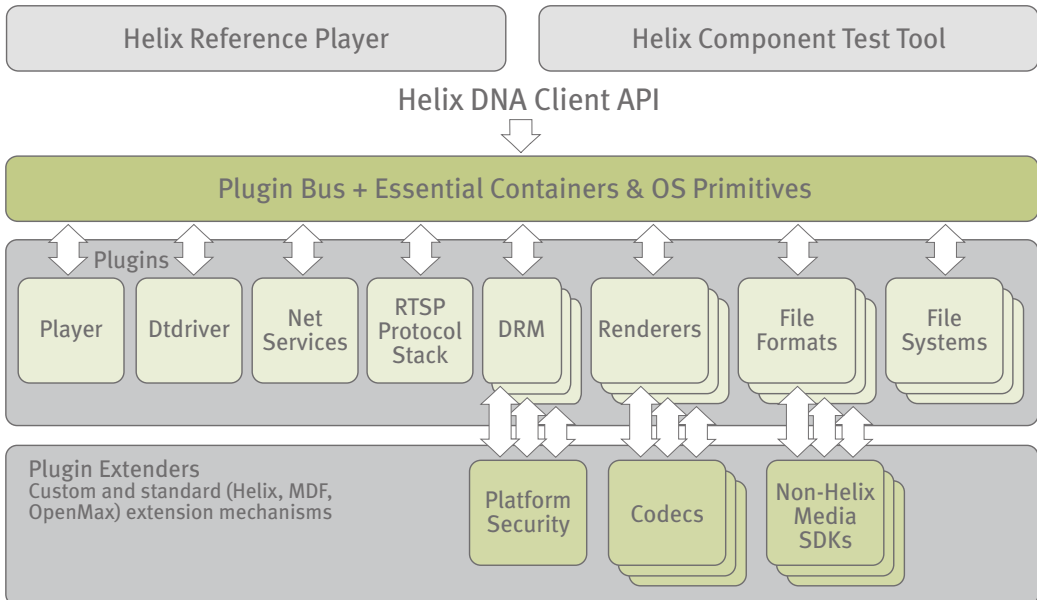 Helix Reference Player
Helix Component Test Tool
Helix DNA Client API
Plugin Bus + Essential Containers & OS Primitives
Plugins
Player
Dtdriver
Net
Services
RTSP
Protocol
Stack
DRM
Renderers
File
Formats
File
Systems
Plugin Extenders
Custom and standard (Helix, MDF,
OpenMax) extension mechanisms
Platform
Security
Codecs
Non-Helix
Media
SDKs